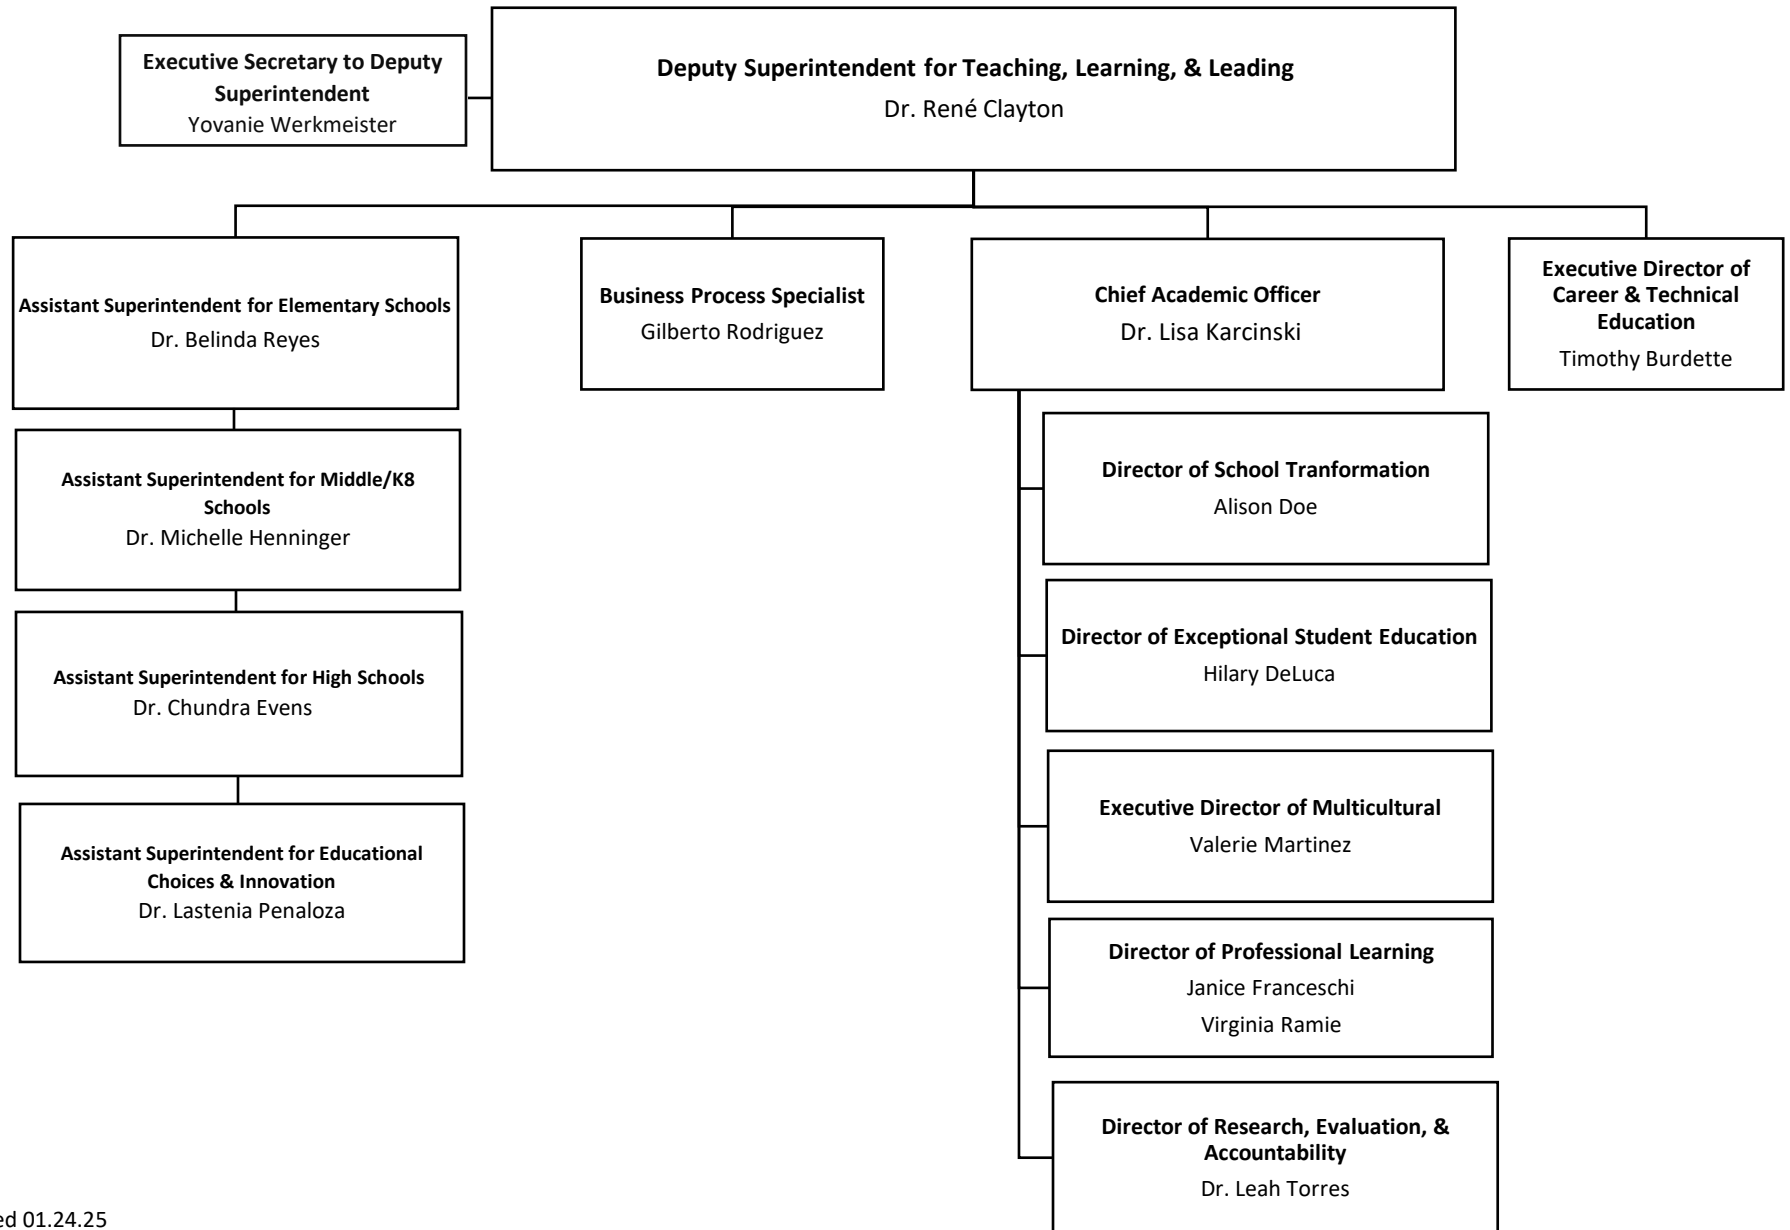 Executive Secretary to Deputy
Superintendent
Yovanie Werkmeister
Deputy Superintendent for Teaching, Learning, & Leading
Dr. René Clayton
Assistant Superintendent for Elementary Schools
Dr. Belinda Reyes
Business Process Specialist
Gilberto Rodriguez
Chief Academic Officer
Dr. Lisa Karcinski
Executive Director of
Career & Technical
Education
Timothy Burdette
Assistant Superintendent for Middle/K8
Schools
Dr. Michelle Henninger
Assistant Superintendent for High Schools
Dr. Chundra Evens
Assistant Superintendent for Educational
Choices & Innovation
Dr. Lastenia Penaloza
Director of School Tranformation
Alison Doe
Director of Exceptional Student Education
Hilary DeLuca
Executive Director of Multicultural
Valerie Martinez
Director of Professional Learning
Janice Franceschi
Virginia Ramie
Director of Research, Evaluation, &
Accountability
Dr. Leah Torres
01.24.25